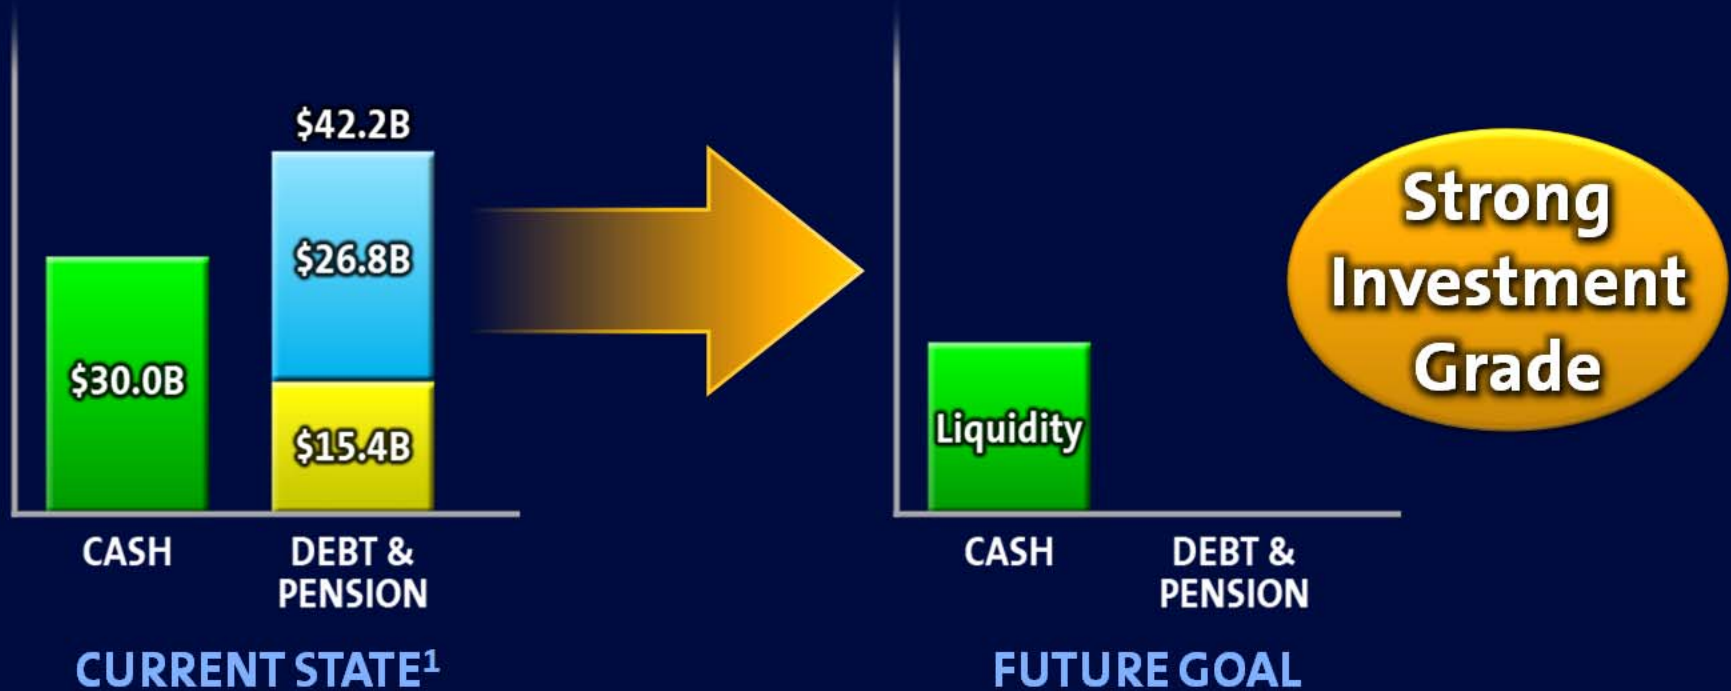 $42.2B
$26.8B
$30.0B
$15.4B
CASH
DEBT &
PENSION
CURRENT STATE¹
Strong
Investment
Grade
Liquidity
CASH
DEBT &
PENSION
FUTURE GOAL